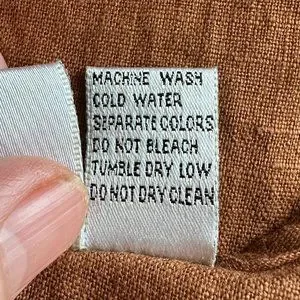 MACHINE WASH
COLD WATER
SEPARATE COLORS
DO NOT BLEACH
TUMBLE DRY LOW
DO NOT DRY CLEAN